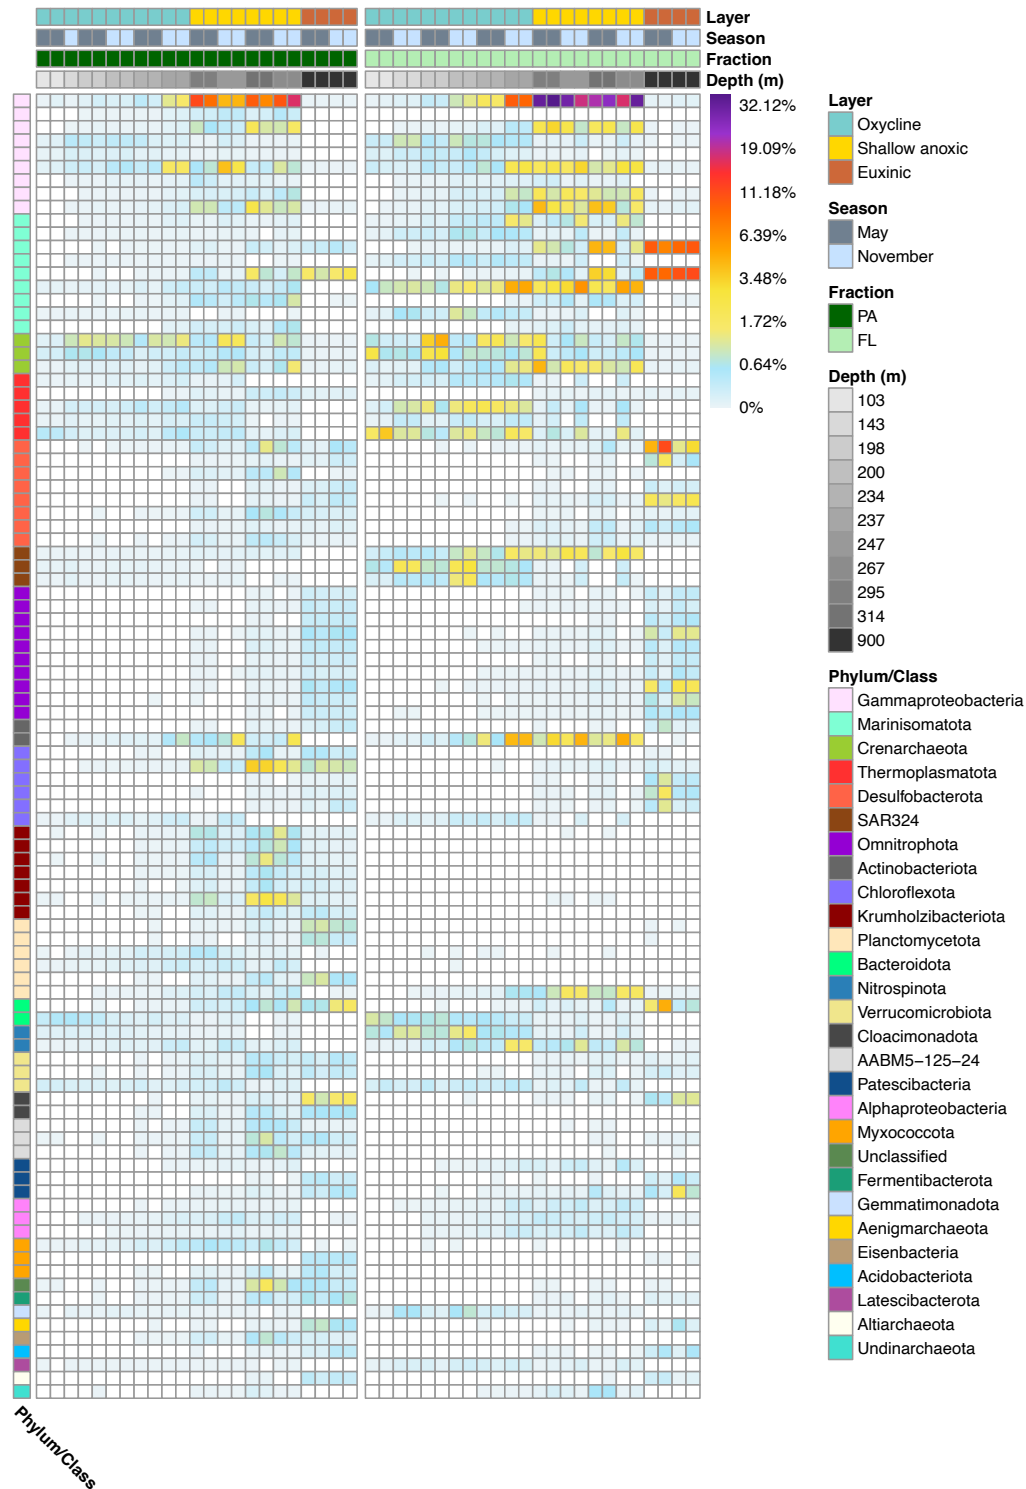 Layer
Season
Fraction
Depth (m)
32.12%
19.09%
11.18%
6.39%
3.48%
1.72%
0.64%
0%
Layer
Oxycline
Shallow anoxic
Euxinic
Season
May
November
Fraction
PA
FL
Depth (m)
103
143
198
200
234
237
247
267
295
314
900
Phylum/Class
Gammaproteobacteria
Marinisomatota
Crenarchaeota
Thermoplasmatota
Desulfobacterota
SAR324
Omnitrophota
Actinobacteriota
Chloroflexota
Krumholzibacteriota
Planctomycetota
Bacteroidota
Nitrospinota
Verrucomicrobiota
Cloacimonadota
AABM5−125−24
Patescibacteria
Alphaproteobacteria
Myxococcota
Unclassified
Fermentibacterota
Gemmatimonadota
Aenigmarchaeota
Eisenbacteria
Acidobacteriota
Latescibacterota
Altiarchaeota
Undinarchaeota
Phylum/Class